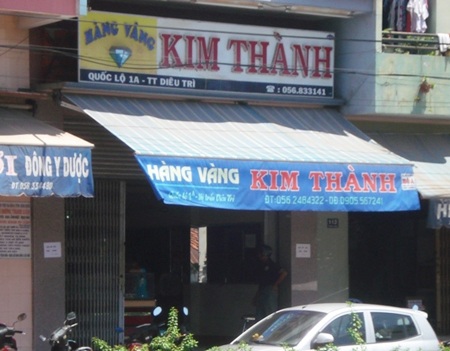 HÀNG VÀNG
KIM THÀNH
QUỐC LỘ 1A - TT DIÊU TRÌ
☎ : 056.833141
ĐÔNG Y DƯỢC
HÀNG VÀNG KIM THÀNH
ĐT: 056 2484322 - DĐ: 0905 567241